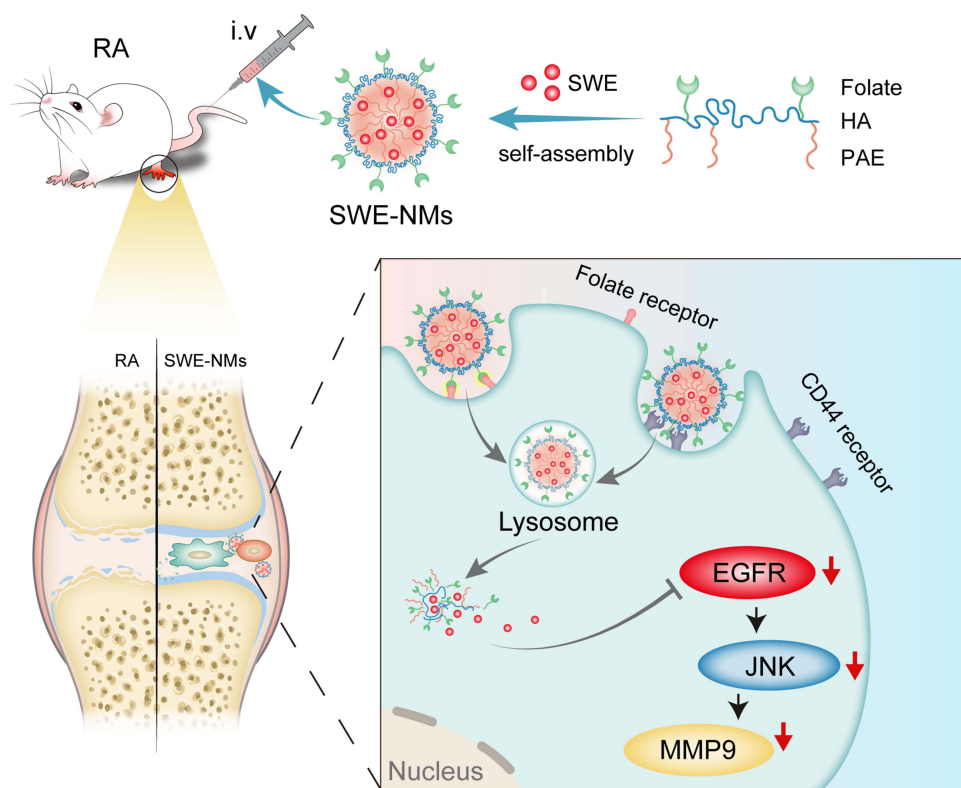 RA
i.v
SWE
self-assembly
Folate
HA
PAE
SWE-NMs
RA
SWE-NMs
Folate receptor
CD44 receptor
Lysosome
EGFR
JNK
MMP9
Nucleus